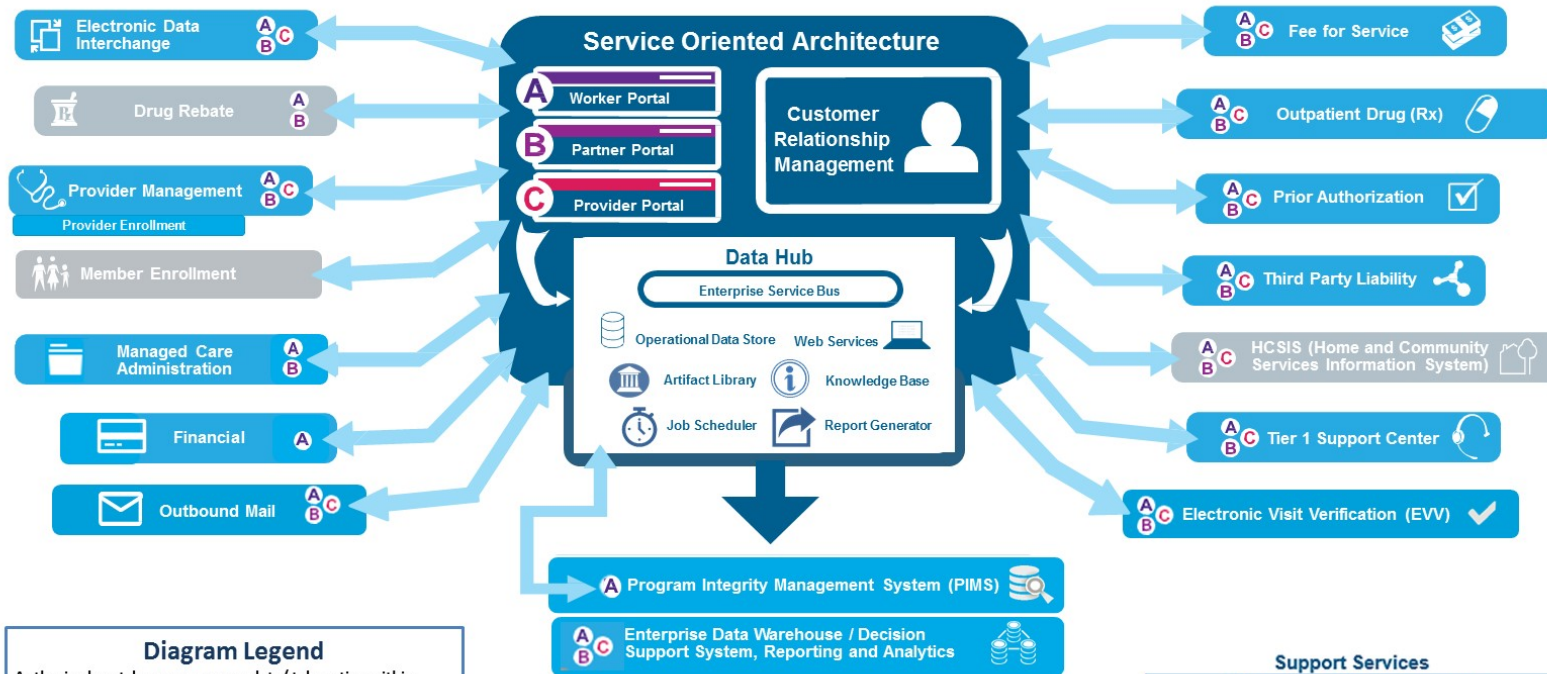 Service Oriented Architecture
A
Worker Portal
B
Partner Portal
C
Provider Portal
Customer
Relationship
Management
Data Hub
Enterprise Service Bus
Operational Data Store
Web Services
Artifact Library
Knowledge Base
Job Scheduler
Report Generator
Electronic Data
Interchange
A
B
C
Drug Rebate
A
B
Provider Management
A
B
C
Provider Enrollment
Member Enrollment
Managed Care
Administration
A
B
Financial
A
Outbound Mail
A
B
C
A
B
C
Fee for Service
A
B
C
Outpatient Drug (Rx)
A
B
C
Prior Authorization
A
B
C
Third Party Liability
A
B
C
HCSIS (Home and Community
Services Information System)
A
B
C
Tier 1 Support Center
A
B
C
Electronic Visit Verification (EVV)
A
Program Integrity Management System (PIMS)
A
B
C
Enterprise Data Warehouse / Decision
Support System, Reporting and Analytics
Diagram Legend
Support Services